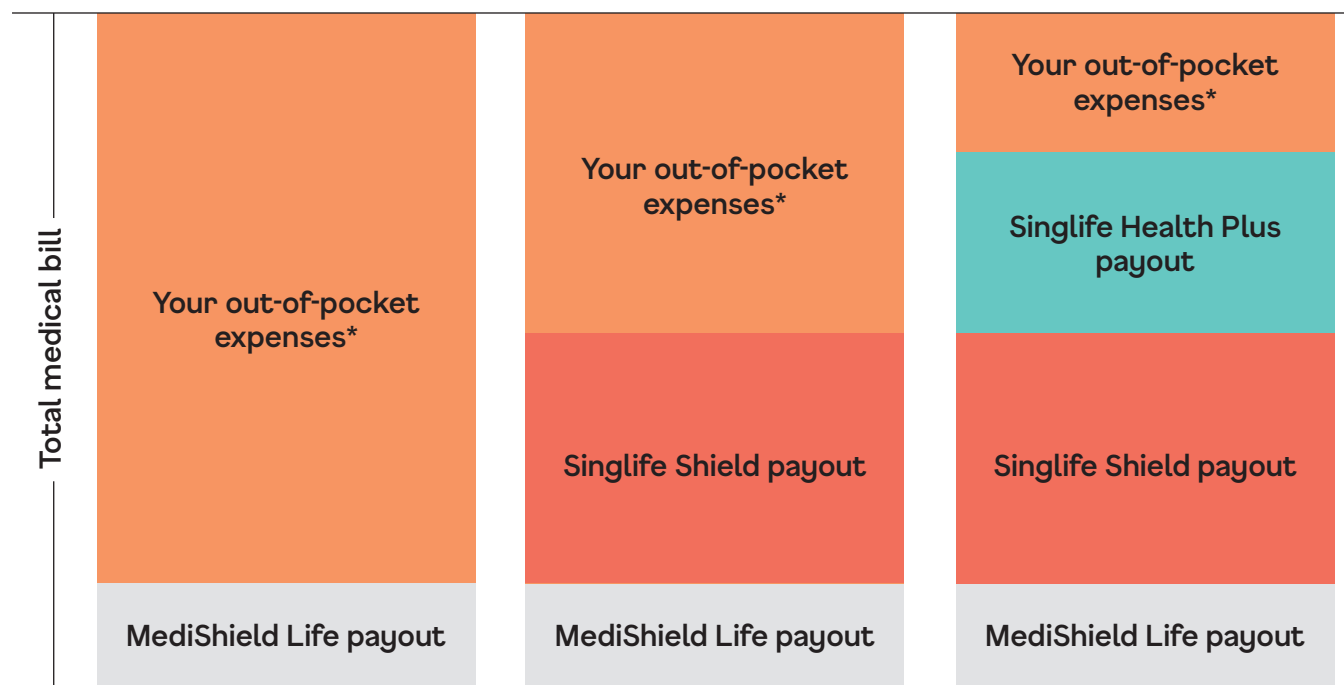 Total medical bill
Your out-of-pocket
expenses*
MediShield Life payout
Your out-of-pocket
expenses*
Singlife Shield payout
MediShield Life payout
Your out-of-pocket
expenses*
Singlife Health Plus
payout
Singlife Shield payout
MediShield Life payout